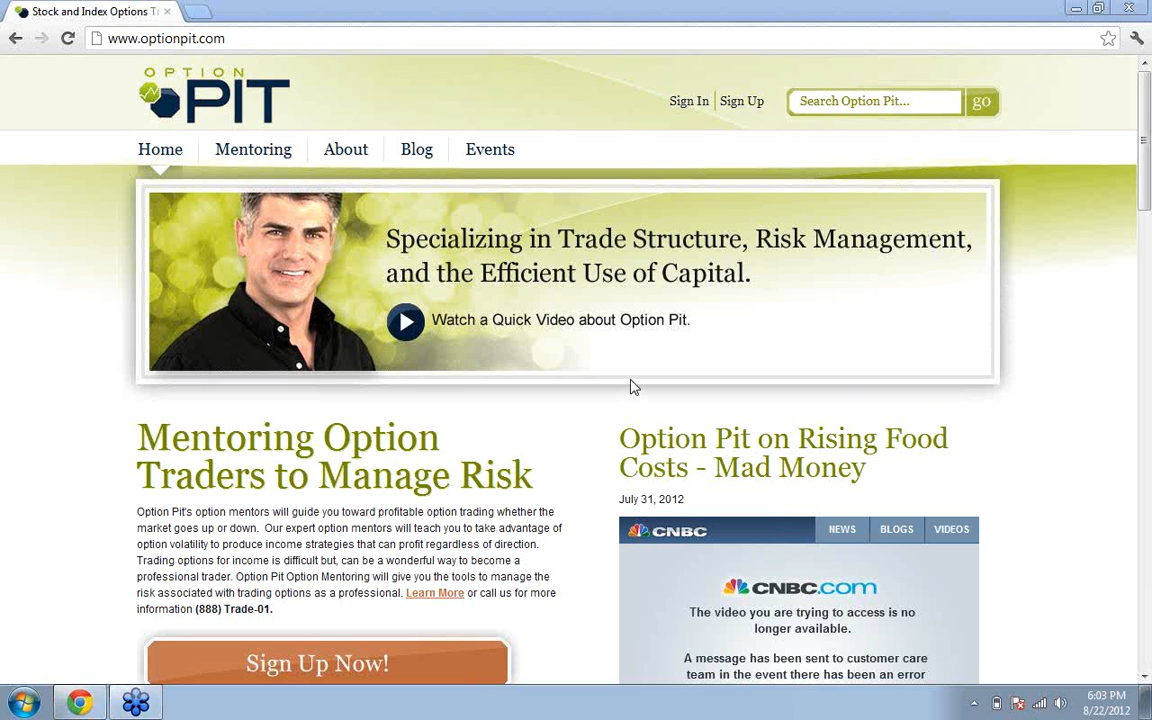 Stock and Index Options Tr
www.optionpit.com
OPTION
PIT
Sign In
Sign Up
Search Option Pit...
go
Home
Mentoring
About
Blog
Events
Specializing in Trade Structure, Risk Management,
and the Efficient Use of Capital.
Watch a Quick Video about Option Pit.
Mentoring Option
Traders to Manage Risk
Option Pit's option mentors will guide you toward profitable option trading whether the
market goes up or down. Our expert option mentors will teach you to take advantage of
option volatility to produce income strategies that can profit regardless of direction.
Trading options for income is difficult but, can be a wonderful way to become a
professional trader. Option Pit Option Mentoring will give you the tools to manage the
risk associated with trading options as a professional. Learn More or call us for more
information (888) Trade-01.
Sign Up Now!
Option Pit on Rising Food
Costs - Mad Money
July 31, 2012
CNBC
NEWS
BLOGS
VIDEOS
CNBC.com
The video you are trying to access is no
longer available.
A message has been sent to customer care
team in the event there has been an error
6:03 PM
8/22/2012